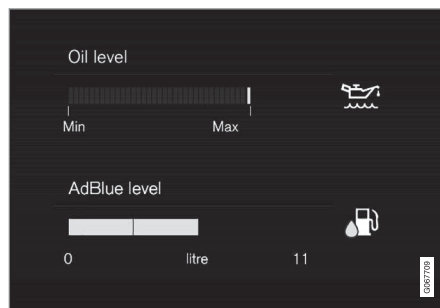 Oil level
Min Max
AdBlue level
0 litre 11
G067709